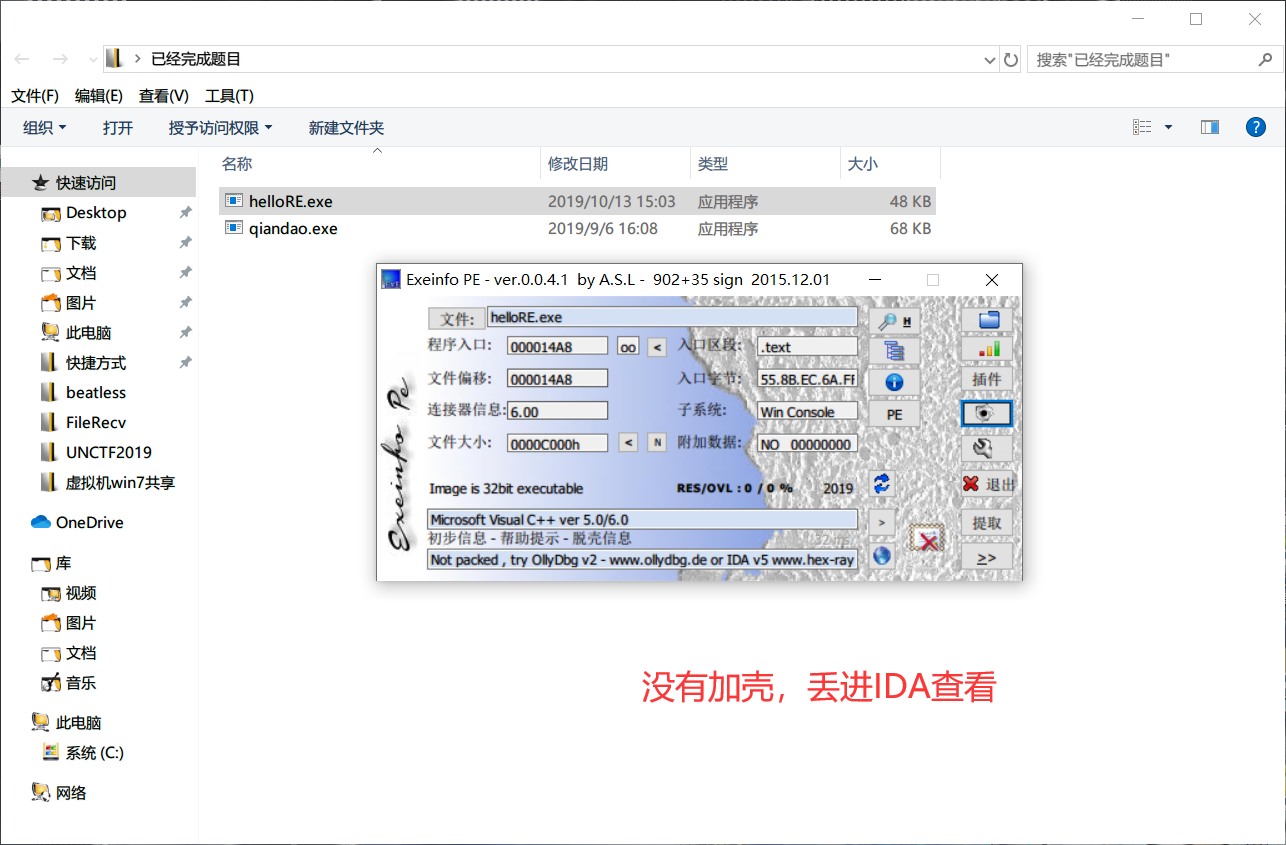 已经完成题目
搜索"已经完成题目"
文件(F) 编辑(E) 查看(V) 工具(T)
组织 打开 授予访问权限 新建文件夹
名称 修改日期 类型 大小
快速访问
Desktop
下载
文档
图片
此电脑
快捷方式
beatless
FileRecv
UNCTF2019
虚拟机win7共享
OneDrive
库
视频
图片
文档
音乐
此电脑
系统 (C:)
网络
helloRE.exe 2019/10/13 15:03 应用程序 48 KB
qiandao.exe 2019/9/6 16:08 应用程序 68 KB
Exeinfo PE - ver.0.0.4.1 by A.S.L - 902+35 sign 2015.12.01
Exeinfo Pe
文件: helloRE.exe H
程序入口: 000014A8 oo < 入口区段: .text
文件偏移: 000014A8 入口字节: 55.8B.EC.6A.FF 插件
连接器信息: 6.00 子系统: Win Console PE
文件大小: 0000C000h < N 附加数据: NO 00000000
Image is 32bit executable RES/OVL : 0 / 0 % 2019 退出
Microsoft Visual C++ ver 5.0/6.0 > 提取
初步信息 - 帮助提示 - 脱壳信息
Not packed , try OllyDbg v2 - www.ollydbg.de or IDA v5 www.hex-ray >>
没有加壳，丢进IDA查看